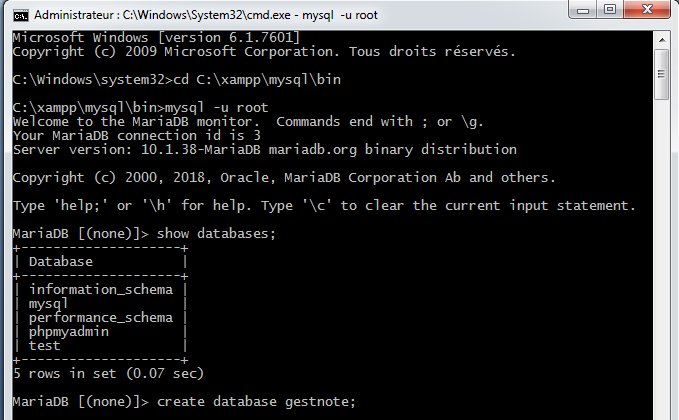 Administrateur : C:\Windows\System32\cmd.exe - mysql -u root
Microsoft Windows [version 6.1.7601]
Copyright (c) 2009 Microsoft Corporation. Tous droits réservés.
C:\Windows\system32>cd C:\xampp\mysql\bin
C:\xampp\mysql\bin>mysql -u root
Welcome to the MariaDB monitor.  Commands end with ; or \g.
Your MariaDB connection id is 3
Server version: 10.1.38-MariaDB mariadb.org binary distribution
Copyright (c) 2000, 2018, Oracle, MariaDB Corporation Ab and others.
Type 'help;' or '\h' for help. Type '\c' to clear the current input statement.
MariaDB [(none)]> show databases;
+--------------------+
| Database           |
+--------------------+
| information_schema |
| mysql              |
| performance_schema |
| phpmyadmin         |
| test               |
+--------------------+
5 rows in set (0.07 sec)
MariaDB [(none)]> create database gestnote;